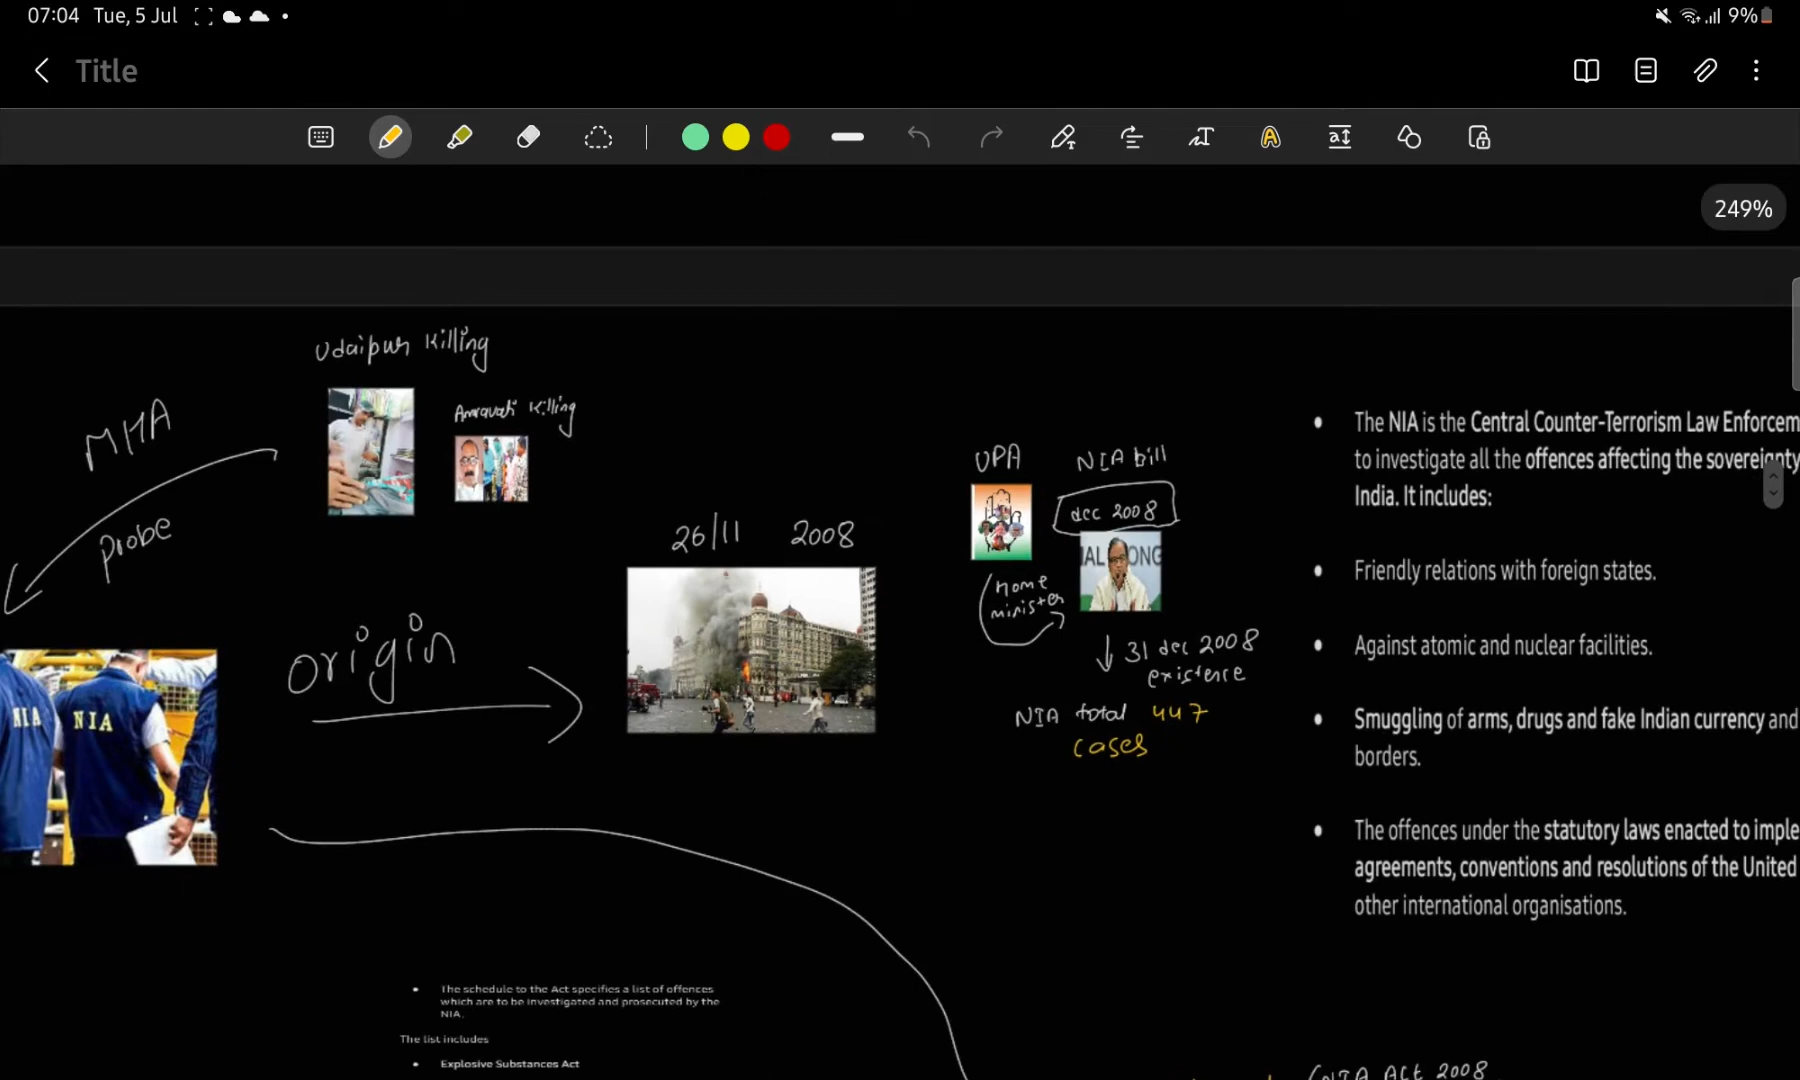 07:04 Tue, 5 Jul
9%
Title
249%
Udaipur Killing
Amravati Killing
MHA
probe
26/11 2008
origin
NIA
NIA
UPA
NIA bill
dec 2008
home
minister
31 dec 2008
existence
NIA total 447
cases
The NIA is the Central Counter-Terrorism Law Enforcem
to investigate all the offences affecting the sovereignty
India. It includes:
Friendly relations with foreign states.
Against atomic and nuclear facilities.
Smuggling of arms, drugs and fake Indian currency and
borders.
The offences under the statutory laws enacted to imple
agreements, conventions and resolutions of the United
other international organisations.
The schedule to the Act specifies a list of offences
which are to be investigated and prosecuted by the
NIA.
The list includes
Explosive Substances Act
(NIA Act 2008